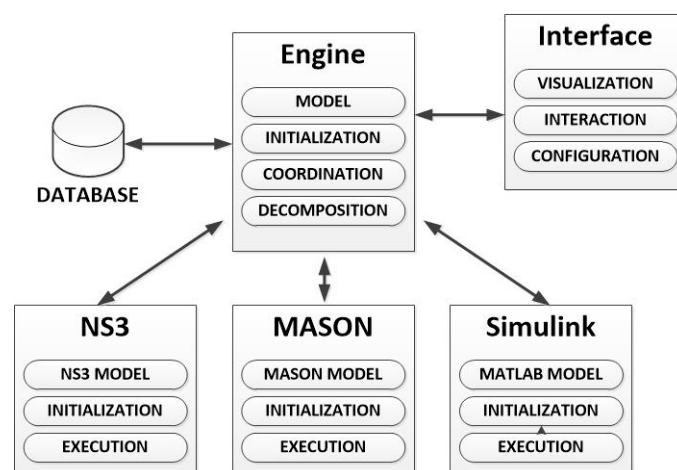 Engine
MODEL
INITIALIZATION
COORDINATION
DECOMPOSITION
Interface
VISUALIZATION
INTERACTION
CONFIGURATION
DATABASE
NS3
NS3 MODEL
INITIALIZATION
EXECUTION
MASON
MASON MODEL
INITIALIZATION
EXECUTION
Simulink
MATLAB MODEL
INITIALIZATION
EXECUTION